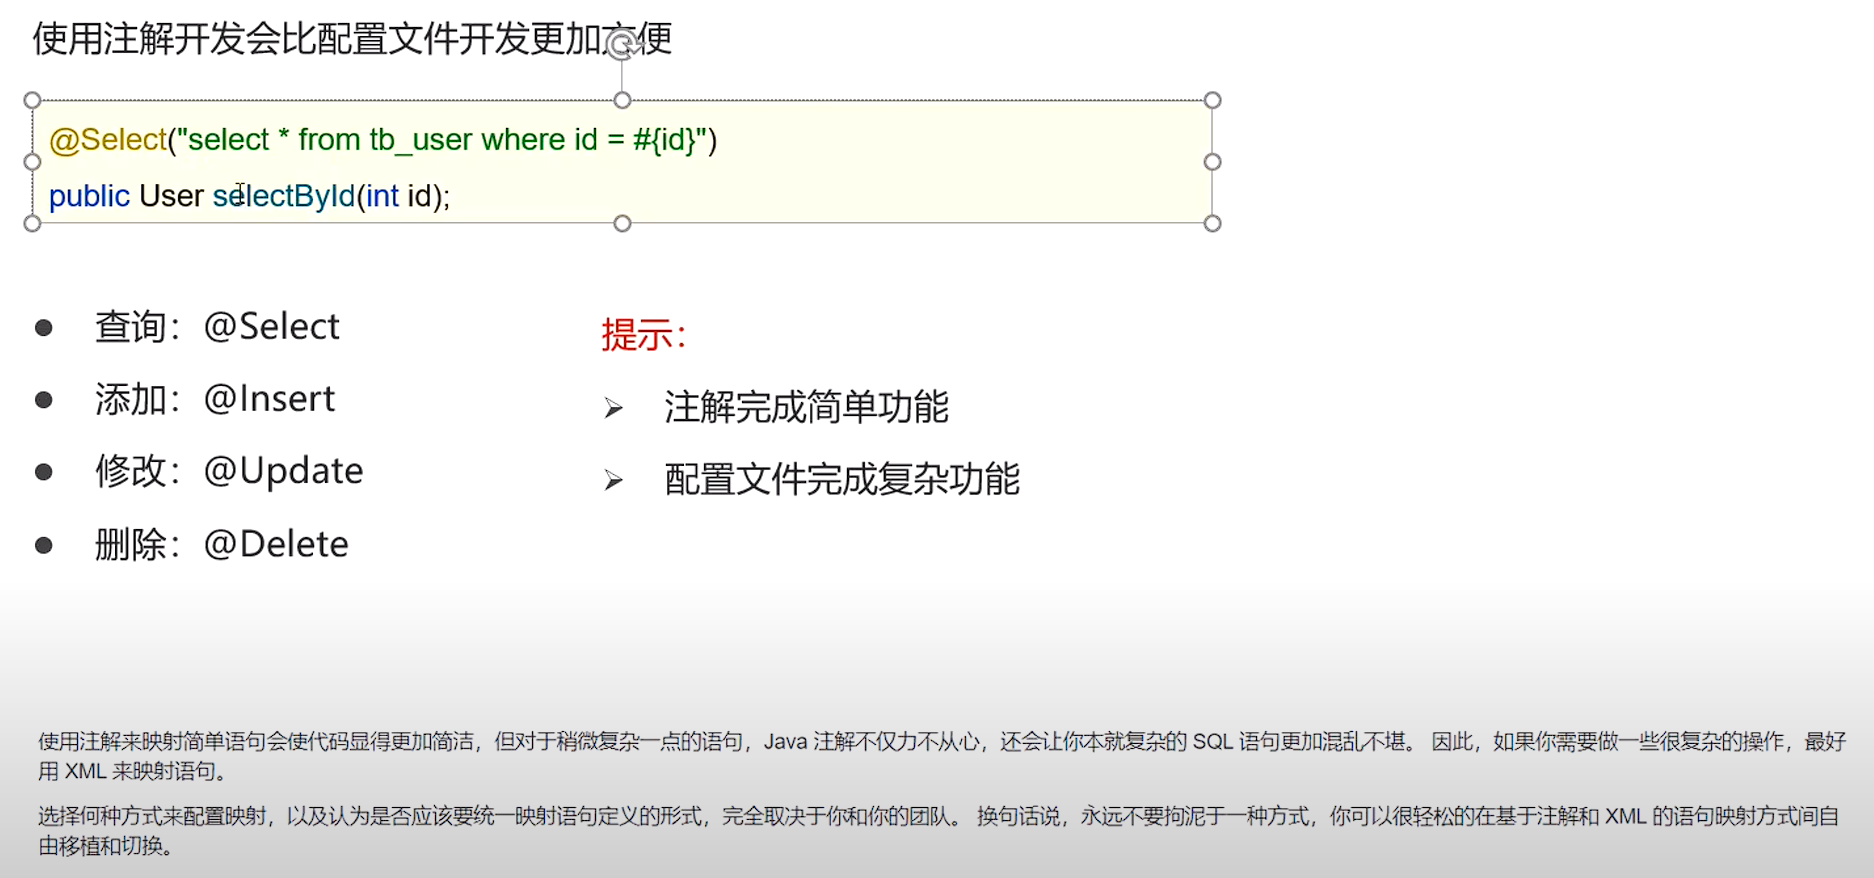 使用注解开发会比配置文件开发更加方便
@Select("select * from tb_user where id = #{id}")
public User selectById(int id);
查询：@Select
添加：@Insert
修改：@Update
删除：@Delete
提示：
注解完成简单功能
配置文件完成复杂功能
使用注解来映射简单语句会使代码显得更加简洁，但对于稍微复杂一点的语句，Java 注解不仅力不从心，还会让你本就复杂的 SQL 语句更加混乱不堪。 因此，如果你需要做一些很复杂的操作，最好
用 XML 来映射语句。
选择何种方式来配置映射，以及认为是否应该要统一映射语句定义的形式，完全取决于你和你的团队。 换句话说，永远不要拘泥于一种方式，你可以很轻松的在基于注解和 XML 的语句映射方式间自
由移植和切换。